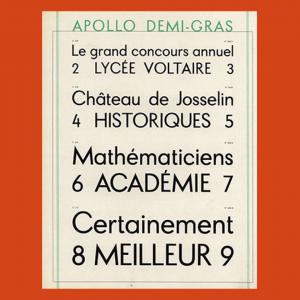 APOLLO DEMI-GRAS
Le grand concours annuel
2 LYCÉE VOLTAIRE 3
Château de Josselin
4 HISTORIQUES 5
Mathématiciens
6 ACADÉMIE 7
Certainement
8 MEILLEUR 9